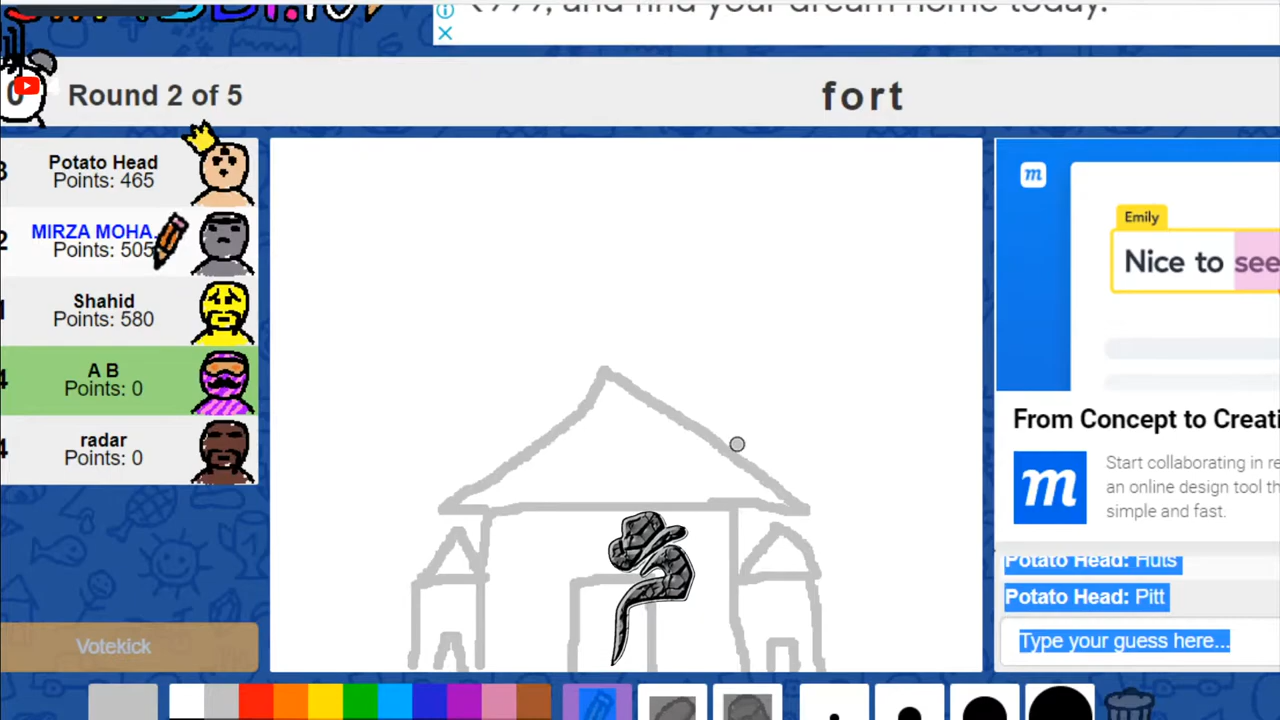 ₹999, and find your dream home today.
Round 2 of 5
fort
Potato Head
Points: 465
MIRZA MOHA.
Points: 505
Shahid
Points: 580
A B
Points: 0
radar
Points: 0
Votekick
m
Emily
Nice to see
From Concept to Creati
m
Start collaborating in re
an online design tool th
simple and fast.
Potato Head: Huts
Potato Head: Pitt
Type your guess here...